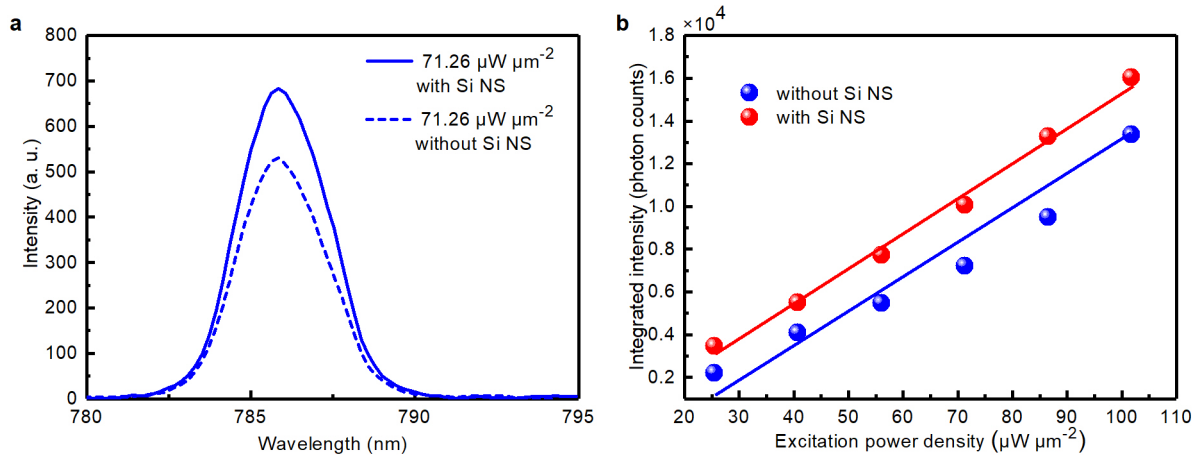 a
800
700
600
500
400
300
200
100
0
Intensity (a. u.)
71.26 µW µm⁻²
with Si NS
71.26 µW µm⁻²
without Si NS
780
785
790
795
Wavelength (nm)
b
×10⁴
1.8
1.6
1.4
1.2
1.0
0.8
0.6
0.4
0.2
Integrated intensity (photon counts)
without Si NS
with Si NS
20
30
40
50
60
70
80
90
100
110
Excitation power density (µW µm⁻²)